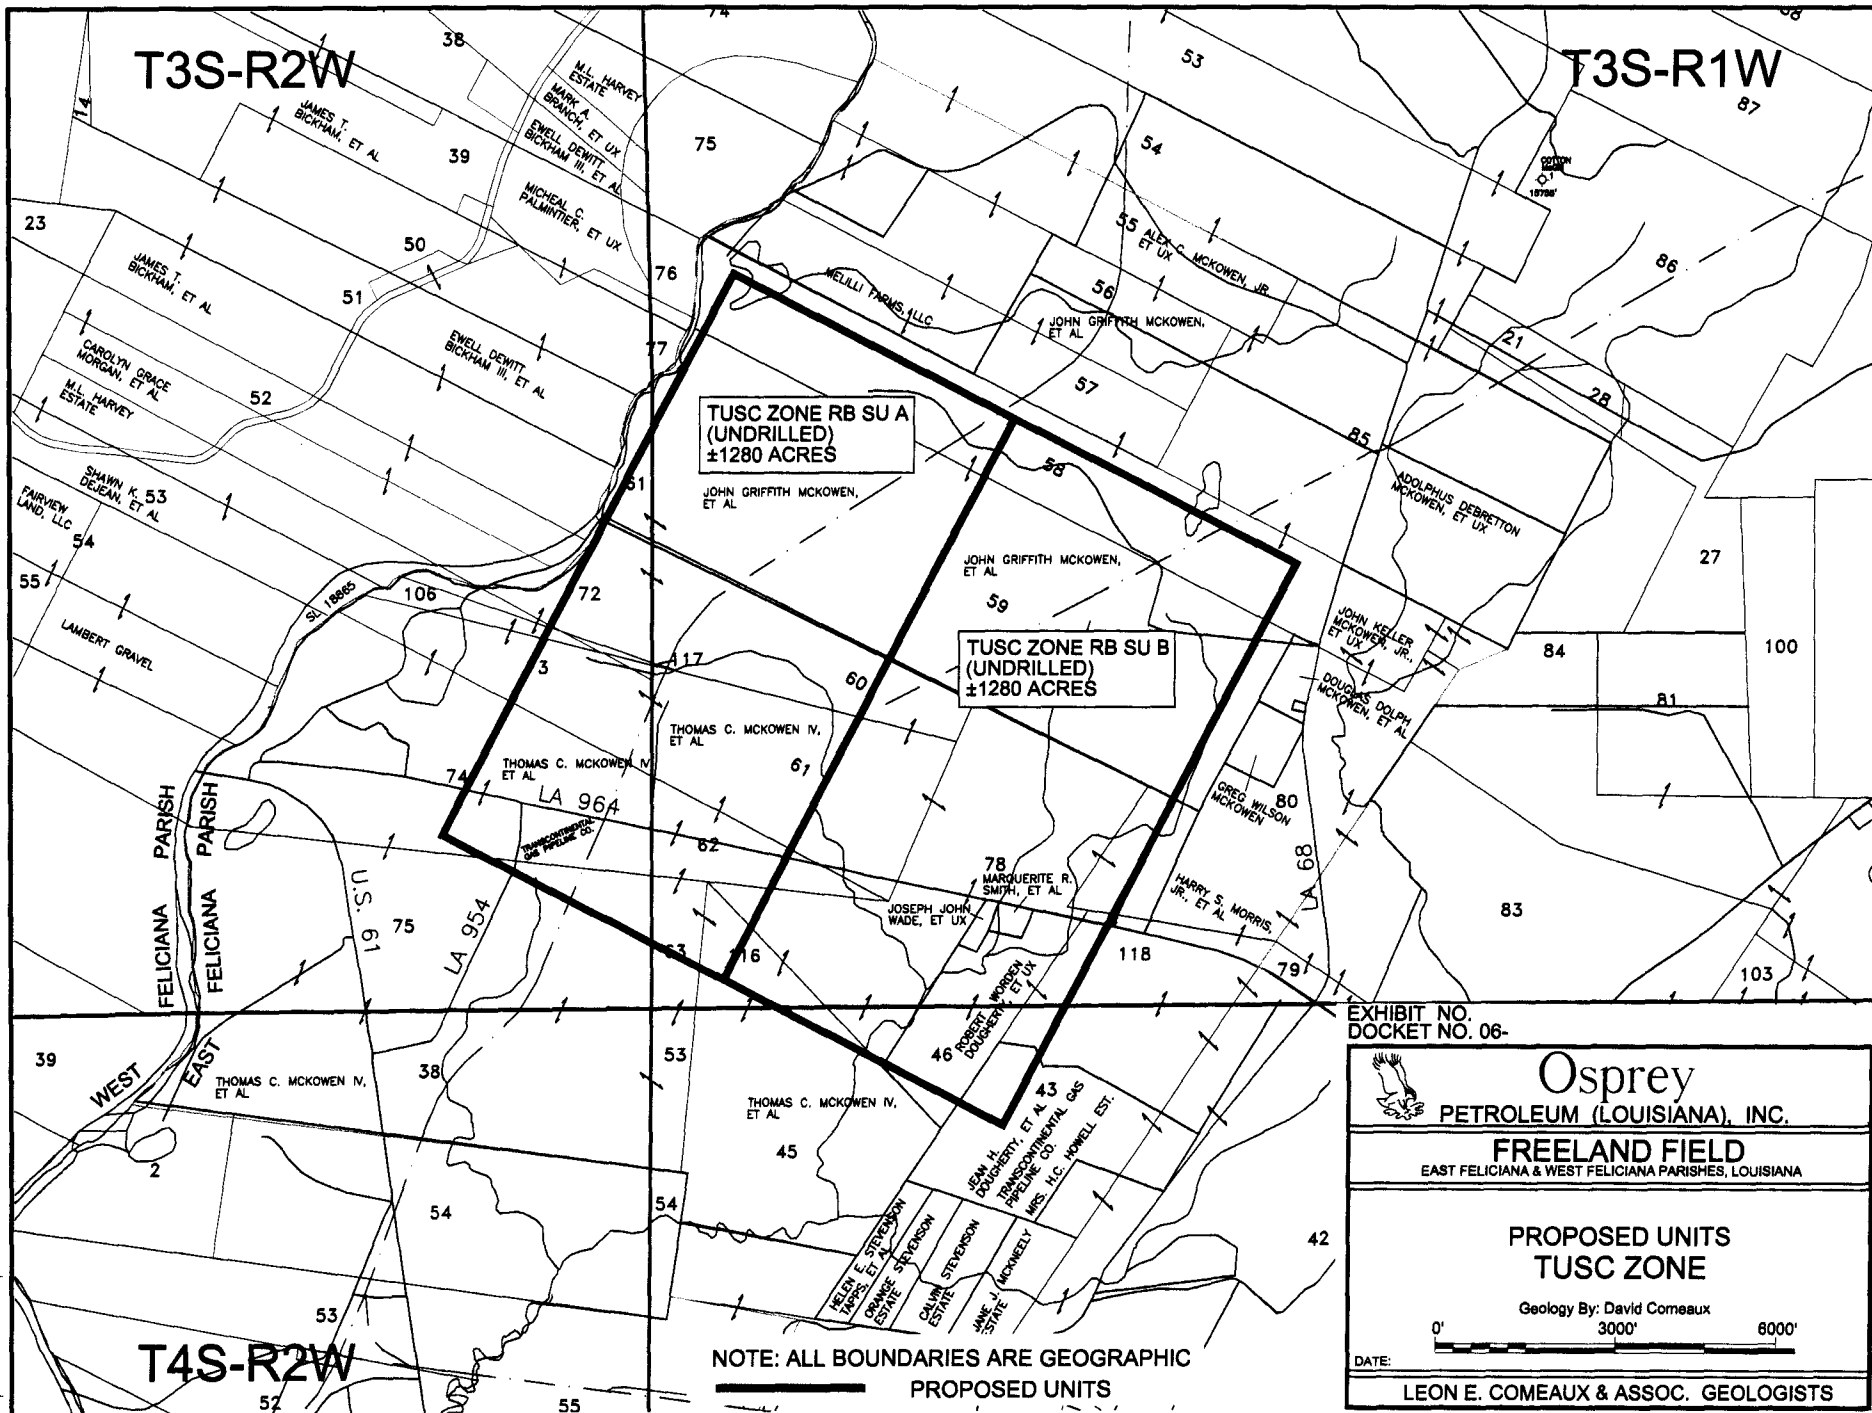 T3S-R2W
T3S-R1W
38
74
53
87
14
M.L. HARVEY
ESTATE
MARK A.
BRANCH, ET UX
EWELL DEWITT
BICKHAM III, ET AL
JAMES T.
BICKHAM, ET AL
39
75
54
COTTON
1
MICHEAL C.
PALMINTIER, ET UX
23
50
76
55
ALEX C. MCKOWEN, JR.
ET UX
86
JAMES T.
BICKHAM, ET AL
51
MELILLI FARMS, LLC
56
JOHN GRIFFITH MCKOWEN,
ET AL
21
77
EWELL DEWITT
BICKHAM III, ET AL
CAROLYN GRACE
MORGAN, ET AL
M.L. HARVEY
ESTATE
52
57
28
TUSC ZONE RB SU A
(UNDRILLED)
±1280 ACRES
85
58
ADOLPHUS DEBRETTON
MCKOWEN, ET UX
SHAWN K.
DEJEAN, ET AL
53
61
JOHN GRIFFITH MCKOWEN,
ET AL
FAIRVIEW
LAND, LLC
54
27
JOHN GRIFFITH MCKOWEN,
ET AL
55
SL 18865
106
72
59
JOHN KELLER
MCKOWEN, JR.,
ET UX
LAMBERT GRAVEL
TUSC ZONE RB SU B
(UNDRILLED)
±1280 ACRES
84
100
3
117
60
DOUGLAS DOLPH
MCKOWEN, ET AL
81
THOMAS C. MCKOWEN IV,
ET AL
THOMAS C. MCKOWEN IV
ET AL
61
74
LA 964
GREG WILSON
MCKOWEN
80
TRANSCONTINENTAL
GAS PIPELINE CO.
62
FELICIANA PARISH
FELICIANA PARISH
U.S. 61
LA 68
78
MARQUERITE R.
SMITH, ET AL
HARRY S. MORRIS,
JR., ET AL
JOSEPH JOHN
WADE, ET UX
83
75
LA 954
63
116
118
79
103
ROBERT WORDEN
DOUGHERTY, ET UX
EXHIBIT NO.
DOCKET NO. 06-
39
WEST
EAST
THOMAS C. MCKOWEN IV,
ET AL
38
53
46
43
THOMAS C. MCKOWEN IV,
ET AL
JEAN H.
DOUGHERTY, ET AL
TRANSCONTINENTAL GAS
PIPELINE CO.
MRS. H.C. HOWELL EST.
Osprey
PETROLEUM (LOUISIANA), INC.
FREELAND FIELD
EAST FELICIANA & WEST FELICIANA PARISHES, LOUISIANA
2
45
54
54
HELEN E. STEVENSON
TAPPS, ET AL
ORANGE STEVENSON
ESTATE
CALVIN STEVENSON
ESTATE
JANE J. MCKNEELY
42
PROPOSED UNITS
TUSC ZONE
Geology By: David Comeaux
0'
3000'
6000'
DATE:
53
T4S-R2W
52
55
NOTE: ALL BOUNDARIES ARE GEOGRAPHIC
PROPOSED UNITS
LEON E. COMEAUX & ASSOC. GEOLOGISTS